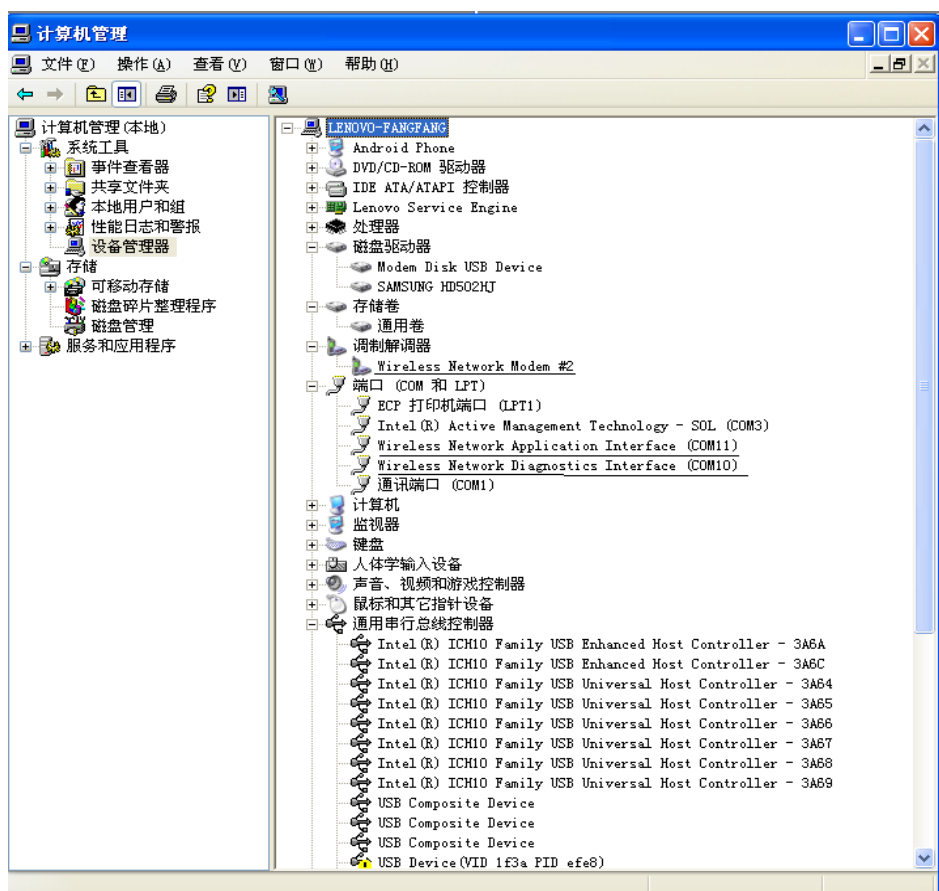 计算机管理
文件(F) 操作(A) 查看(V) 窗口(W) 帮助(H)
计算机管理(本地)
系统工具
事件查看器
共享文件夹
本地用户和组
性能日志和警报
设备管理器
存储
可移动存储
磁盘碎片整理程序
磁盘管理
服务和应用程序
LENOVO-FANGFANG
Android Phone
DVD/CD-ROM 驱动器
IDE ATA/ATAPI 控制器
Lenovo Service Engine
处理器
磁盘驱动器
Modem Disk USB Device
SAMSUNG HD502HJ
存储卷
通用卷
调制解调器
Wireless Network Modem #2
端口 (COM 和 LPT)
ECP 打印机端口 (LPT1)
Intel(R) Active Management Technology - SOL (COM3)
Wireless Network Application Interface (COM11)
Wireless Network Diagnostics Interface (COM10)
通讯端口 (COM1)
计算机
监视器
键盘
人体学输入设备
声音、视频和游戏控制器
鼠标和其它指针设备
通用串行总线控制器
Intel(R) ICH10 Family USB Enhanced Host Controller - 3A6A
Intel(R) ICH10 Family USB Enhanced Host Controller - 3A6C
Intel(R) ICH10 Family USB Universal Host Controller - 3A64
Intel(R) ICH10 Family USB Universal Host Controller - 3A65
Intel(R) ICH10 Family USB Universal Host Controller - 3A66
Intel(R) ICH10 Family USB Universal Host Controller - 3A67
Intel(R) ICH10 Family USB Universal Host Controller - 3A68
Intel(R) ICH10 Family USB Universal Host Controller - 3A69
USB Composite Device
USB Composite Device
USB Composite Device
USB Device(VID 1f3a PID efe8)